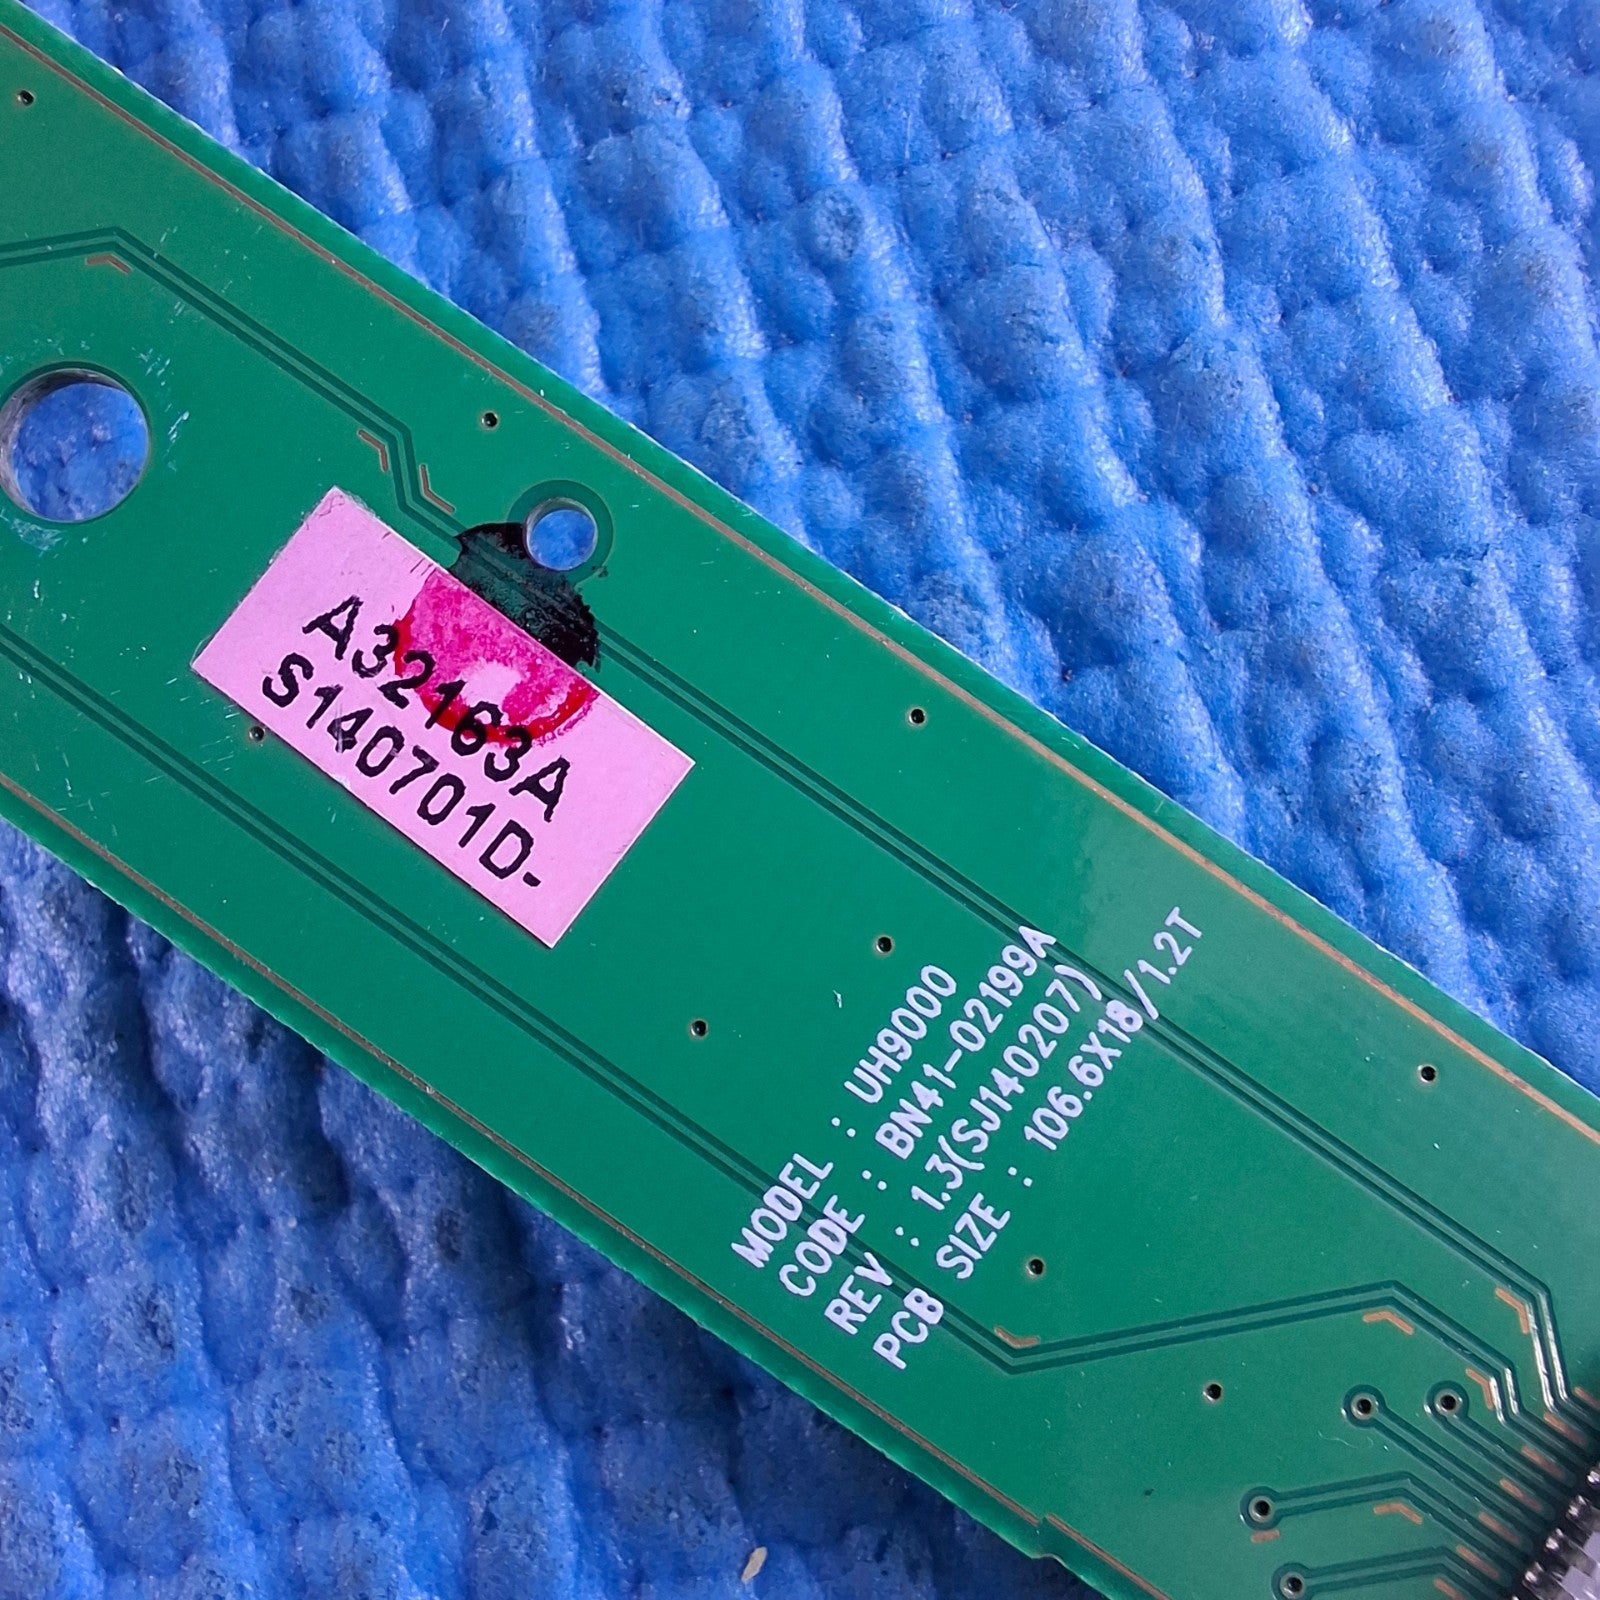 A32163A
S140701D-
MODEL : UH9000
CODE : BN41-02199A
REV : 1.3(SJ140207)
PCB SIZE : 106.6X18/1.2T